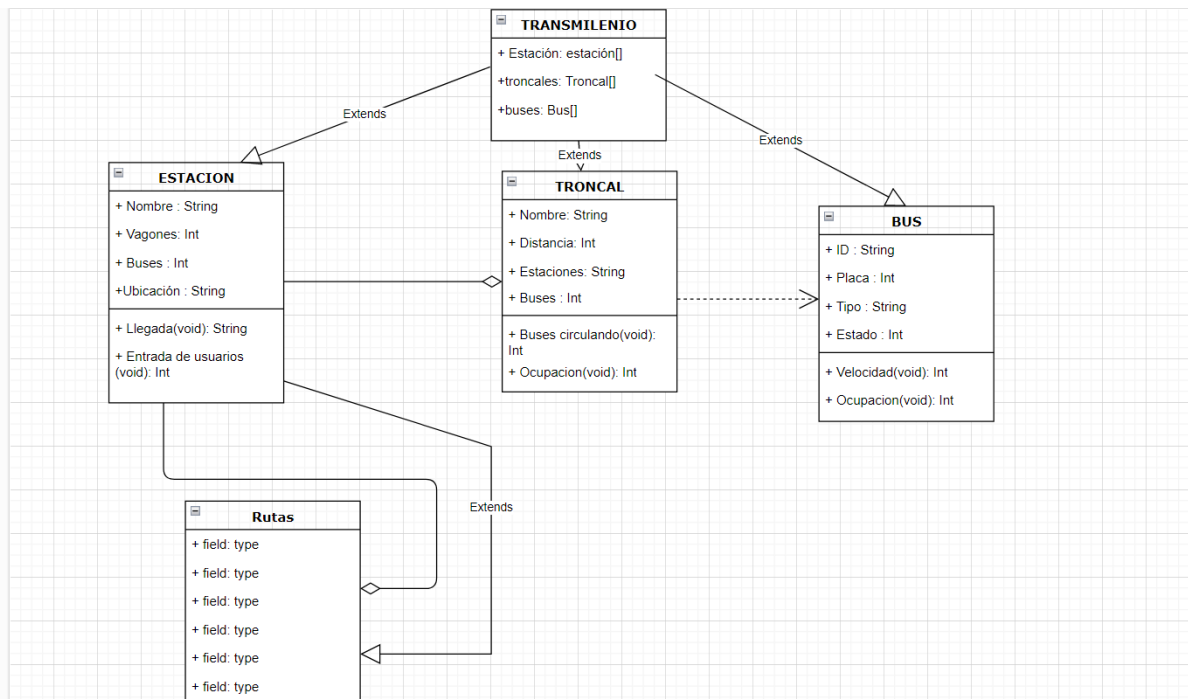 TRANSMILENIO
+ Estación: estación[]
+troncales: Troncal[]
+buses: Bus[]
Extends
Extends
Extends
ESTACION
+ Nombre : String
+ Vagones: Int
+ Buses : Int
+Ubicación : String
+ Llegada(void): String
+ Entrada de usuarios
(void): Int
TRONCAL
+ Nombre: String
+ Distancia: Int
+ Estaciones: String
+ Buses : Int
+ Buses circulando(void):
Int
+ Ocupacion(void): Int
BUS
+ ID : String
+ Placa : Int
+ Tipo : String
+ Estado : Int
+ Velocidad(void): Int
+ Ocupacion(void): Int
Extends
Rutas
+ field: type
+ field: type
+ field: type
+ field: type
+ field: type
+ field: type